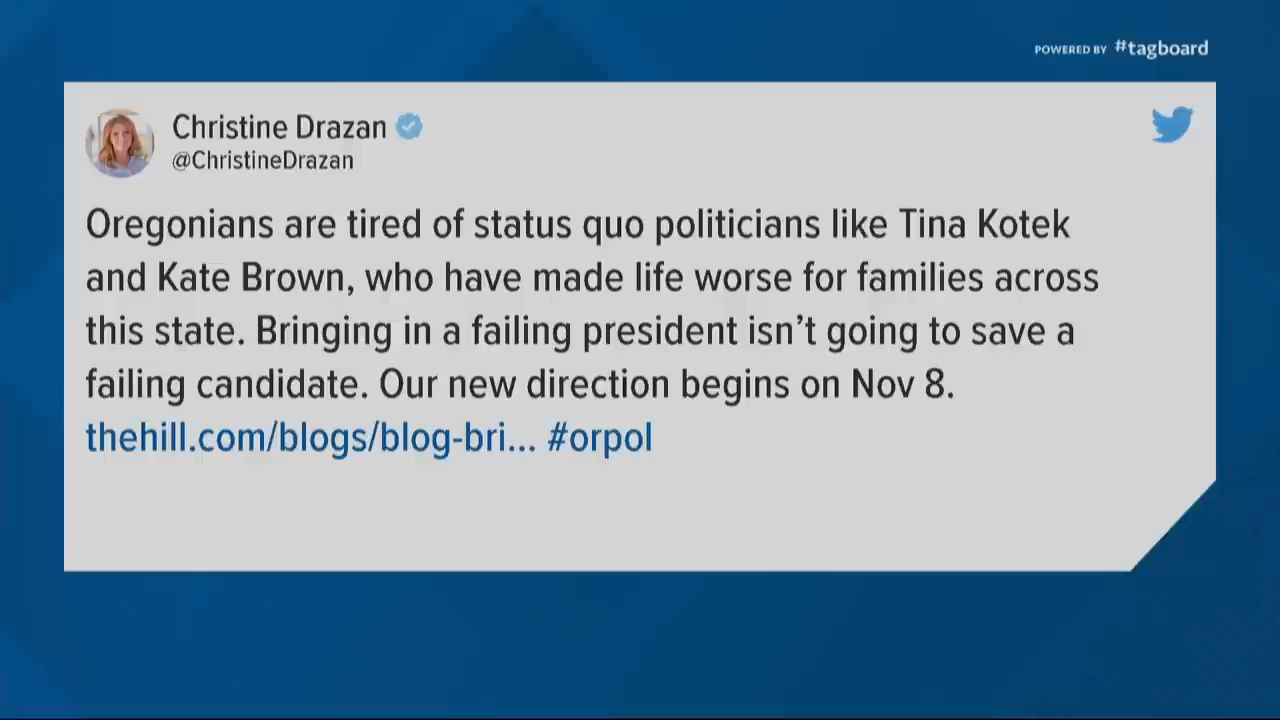 POWERED BY #tagboard
Christine Drazan
@ChristineDrazan
Oregonians are tired of status quo politicians like Tina Kotek
and Kate Brown, who have made life worse for families across
this state. Bringing in a failing president isn’t going to save a
failing candidate. Our new direction begins on Nov 8.
thehill.com/blogs/blog-bri... #orpol